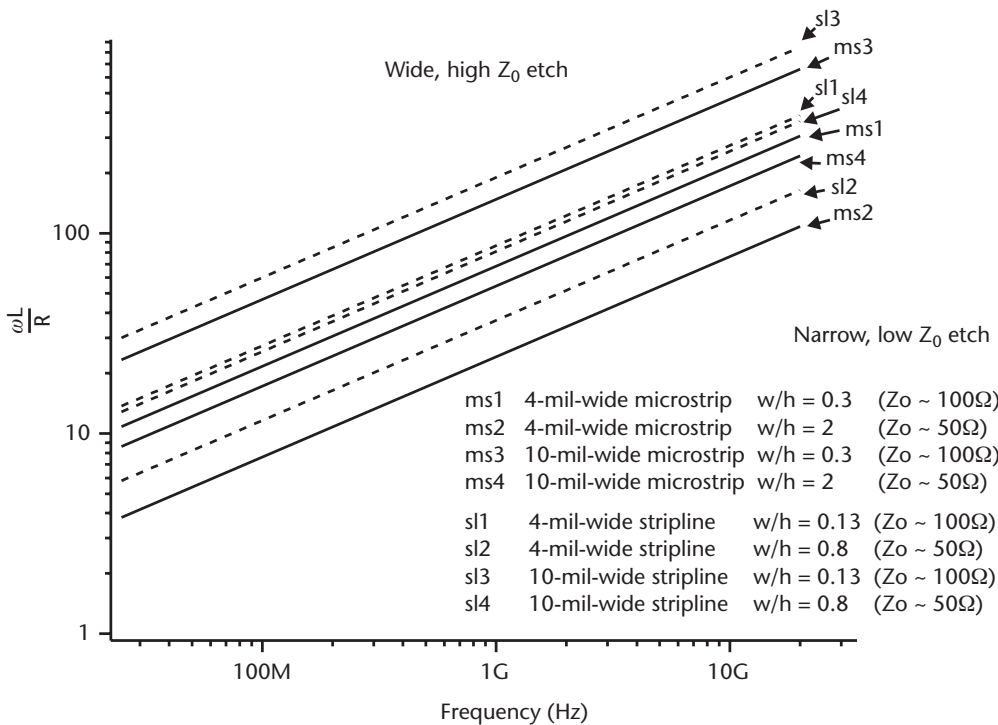 sl3
ms3
Wide, high Z₀ etch
sl1
sl4
ms1
ms4
sl2
ms2
100
ωL
R
Narrow, low Z₀ etch
ms1 4-mil-wide microstrip w/h = 0.3 (Zo ~ 100Ω)
ms2 4-mil-wide microstrip w/h = 2 (Zo ~ 50Ω)
10
ms3 10-mil-wide microstrip w/h = 0.3 (Zo ~ 100Ω)
ms4 10-mil-wide microstrip w/h = 2 (Zo ~ 50Ω)
sl1 4-mil-wide stripline w/h = 0.13 (Zo ~ 100Ω)
sl2 4-mil-wide stripline w/h = 0.8 (Zo ~ 50Ω)
sl3 10-mil-wide stripline w/h = 0.13 (Zo ~ 100Ω)
sl4 10-mil-wide stripline w/h = 0.8 (Zo ~ 50Ω)
1
100M 1G 10G
Frequency (Hz)